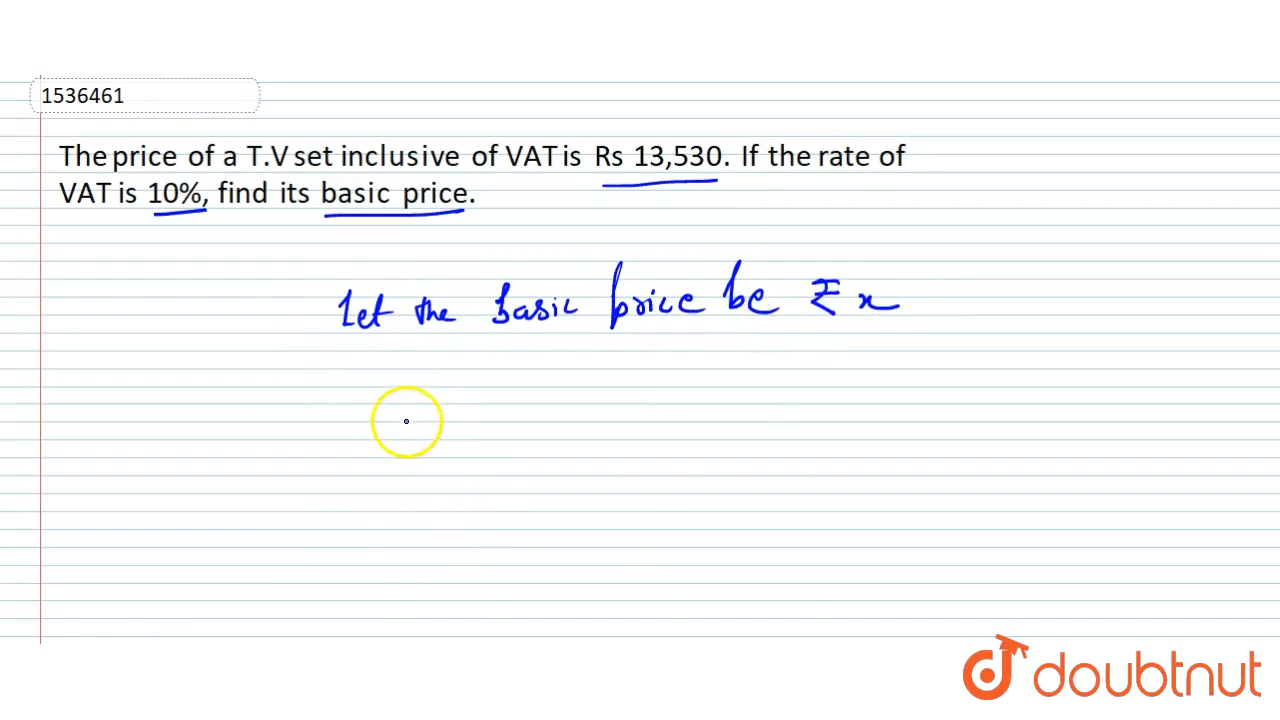 1536461
The price of a T.V set inclusive of VAT is Rs 13,530. If the rate of
VAT is 10%, find its basic price.
Let the basic price be ₹ x
doubtnut